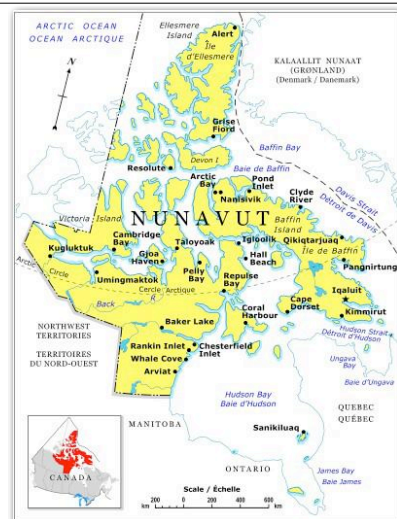 ARCTIC OCEAN
OCEAN ARCTIQUE
Ellesmere
Island
Alert
Île
d'Ellesmere
KALAALLIT NUNAAT
(GRØNLAND)
(Denmark / Danemark)
N
Grise
Fiord
Baffin Bay
Devon I
Baie de Baffin
Resolute
Arctic
Bay
Pond
Inlet
Nanisivik
Clyde
River
Davis Strait
Détroit de Davis
Victoria Island
NUNAVUT
Baffin
Island
Île de Baffin
Cambridge
Bay
Kugluktuk
Taloyoak
Igloolik
Qikiqtarjuaq
Gjoa
Haven
Hall
Beach
Pangnirtung
Pelly
Bay
Umingmaktok
Repulse
Bay
Iqaluit
Arctic Circle
Cercle Arctique
Back
R
Cape
Dorset
Kimmirut
Coral
Harbour
Baker Lake
Hudson Strait
Détroit d'Hudson
NORTHWEST
TERRITORIES
TERRITOIRES
DU NORD-OUEST
Rankin Inlet
Chesterfield
Inlet
Whale Cove
Arviat
Ungava
Bay
Baie d'Ungava
Hudson Bay
Baie d'Hudson
QUEBEC
QUÉBEC
MANITOBA
Sanikiluaq
ONTARIO
James Bay
Baie James
CANADA
Scale / Échelle
200 0 200 400 600
km km